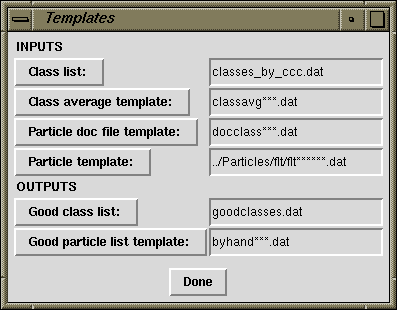 Templates
INPUTS
Class list: classes_by_ccc.dat
Class average template: classavg***.dat
Particle doc file template: docclass***.dat
Particle template: ../Particles/flt/flt******.dat
OUTPUTS
Good class list: goodclasses.dat
Good particle list template: byhand***.dat
Done